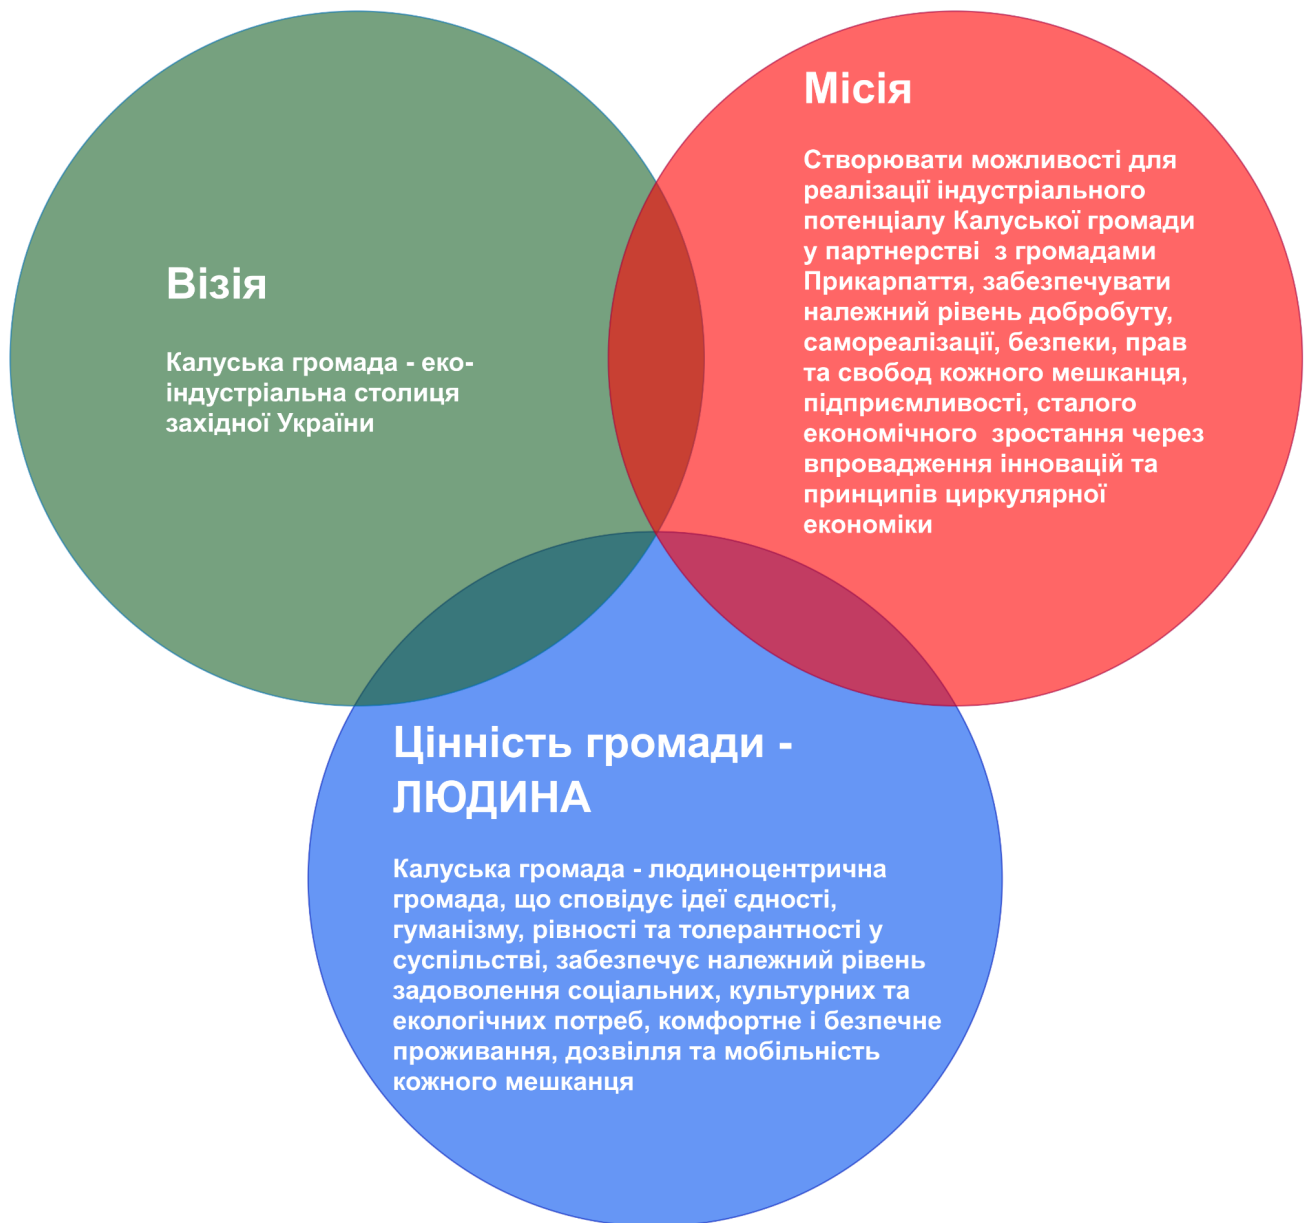 Візія
Калуська громада - еко-
індустріальна столиця
західної України
Місія
Створювати можливості для
реалізації індустріального
потенціалу Калуської громади
у партнерстві  з громадами
Прикарпаття, забезпечувати
належний рівень добробуту,
самореалізації, безпеки, прав
та свобод кожного мешканця,
підприємливості, сталого
економічного  зростання через
впровадження інновацій та
принципів циркулярної
економіки
Цінність громади -
ЛЮДИНА
Калуська громада - людиноцентрична
громада, що сповідує ідеї єдності,
гуманізму, рівності та толерантності у
суспільстві, забезпечує належний рівень
задоволення соціальних, культурних та
екологічних потреб, комфортне і безпечне
проживання, дозвілля та мобільність
кожного мешканця